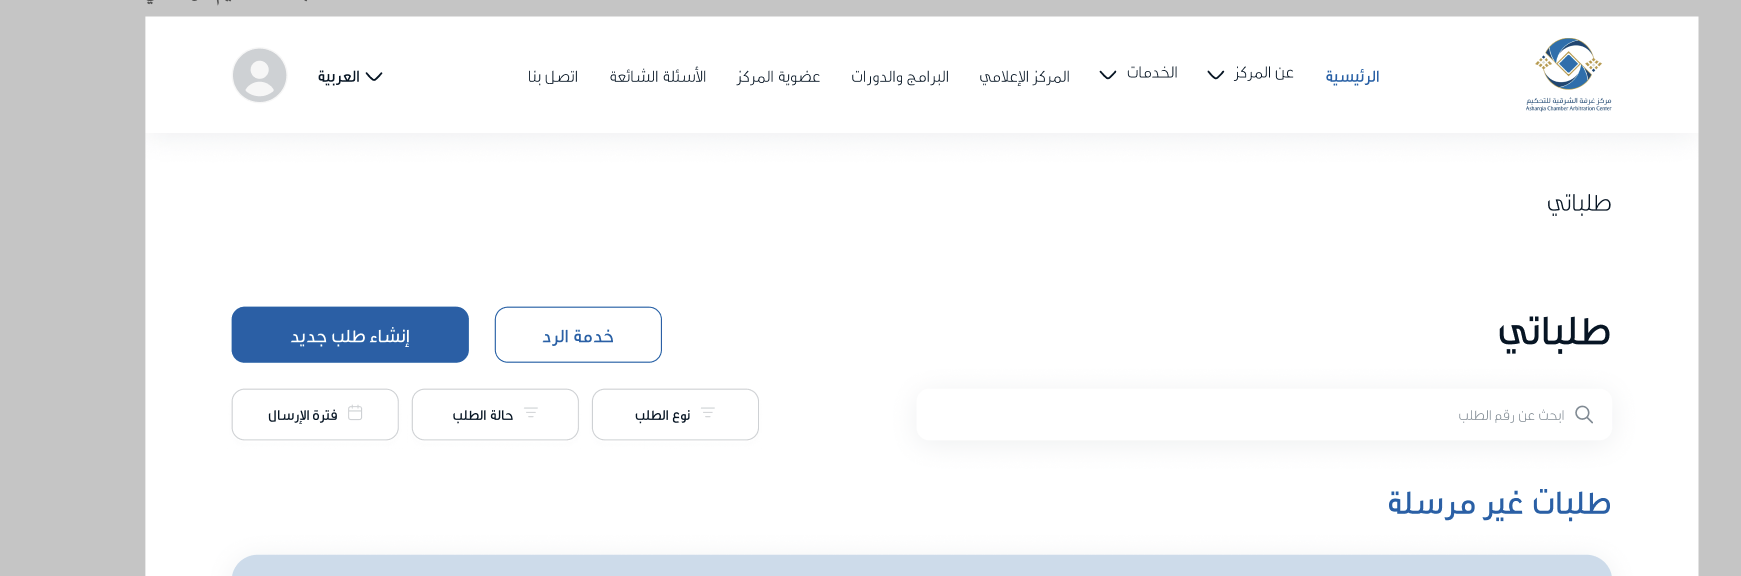 مركز غرفة الشرقية للتحكيم
Asharqia Chamber Arbitration Center
الرئيسية
عن المركز
الخدمات
المركز الإعلامي
البرامج والدورات
عضوية المركز
الأسئلة الشائعة
اتصل بنا
العربية
طلباتي
طلباتي
خدمة الرد
إنشاء طلب جديد
ابحث عن رقم الطلب
نوع الطلب
حالة الطلب
فترة الإرسال
طلبات غير مرسلة